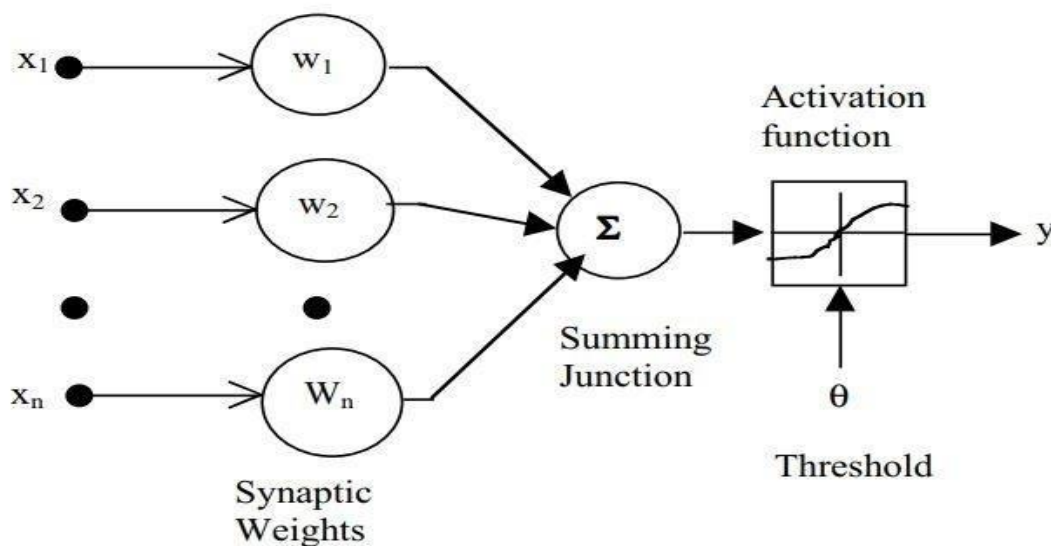 x₁
w₁
Activation
function
x₂
w₂
Σ
y
Summing
Junction
xₙ
Wₙ
θ
Threshold
Synaptic
Weights